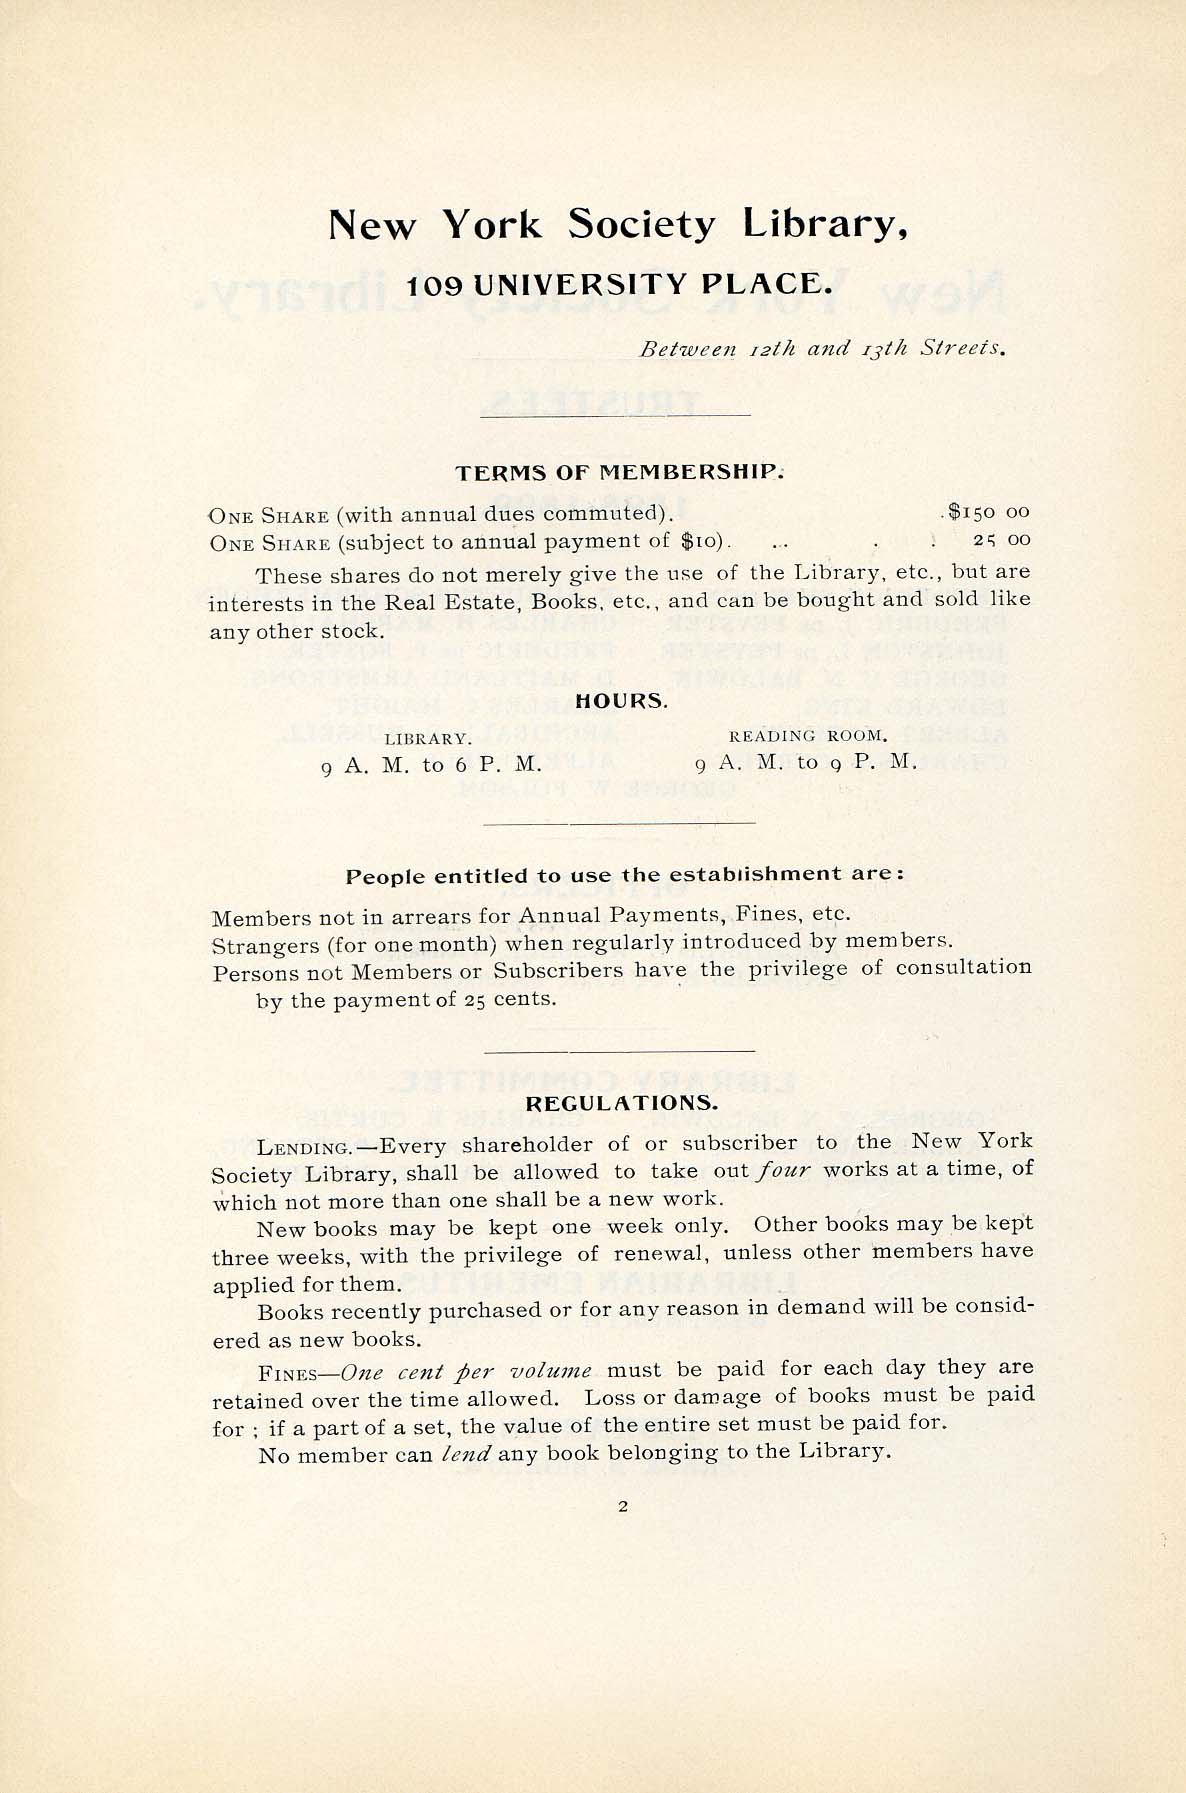 New York Society Library,
109 UNIVERSITY PLACE.
Between 12th and 13th Streets.
TERMS OF MEMBERSHIP.
ONE SHARE (with annual dues commuted). .$150 00
ONE SHARE (subject to annual payment of $10). . . . . 25 00
These shares do not merely give the use of the Library, etc., but are
interests in the Real Estate, Books, etc., and can be bought and sold like
any other stock.
HOURS.
LIBRARY. READING ROOM.
9 A. M. to 6 P. M. 9 A. M. to 9 P. M.
People entitled to use the establishment are:
Members not in arrears for Annual Payments, Fines, etc.
Strangers (for one month) when regularly introduced by members.
Persons not Members or Subscribers have the privilege of consultation
by the payment of 25 cents.
REGULATIONS.
LENDING.—Every shareholder of or subscriber to the New York
Society Library, shall be allowed to take out four works at a time, of
which not more than one shall be a new work.
New books may be kept one week only. Other books may be kept
three weeks, with the privilege of renewal, unless other members have
applied for them.
Books recently purchased or for any reason in demand will be consid-
ered as new books.
FINES—One cent per volume must be paid for each day they are
retained over the time allowed. Loss or damage of books must be paid
for ; if a part of a set, the value of the entire set must be paid for.
No member can lend any book belonging to the Library.
2